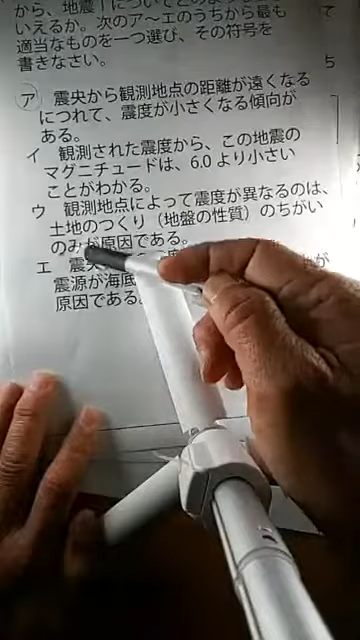 から、地震
いえるか。次のア～エのうちから最も
適当なものを一つ選び、その符号を
書きなさい。
ア 震央から観測地点の距離が遠くなる
につれて、震度が小さくなる傾向が
ある。
イ 観測された震度から、この地震の
マグニチュードは、6.0より小さい
ことがわかる。
ウ 観測地点によって震度が異なるのは、
土地のつくり（地盤の性質）のちがい
のみが原因である。
エ 震央
震源が海底
原因である
て
5